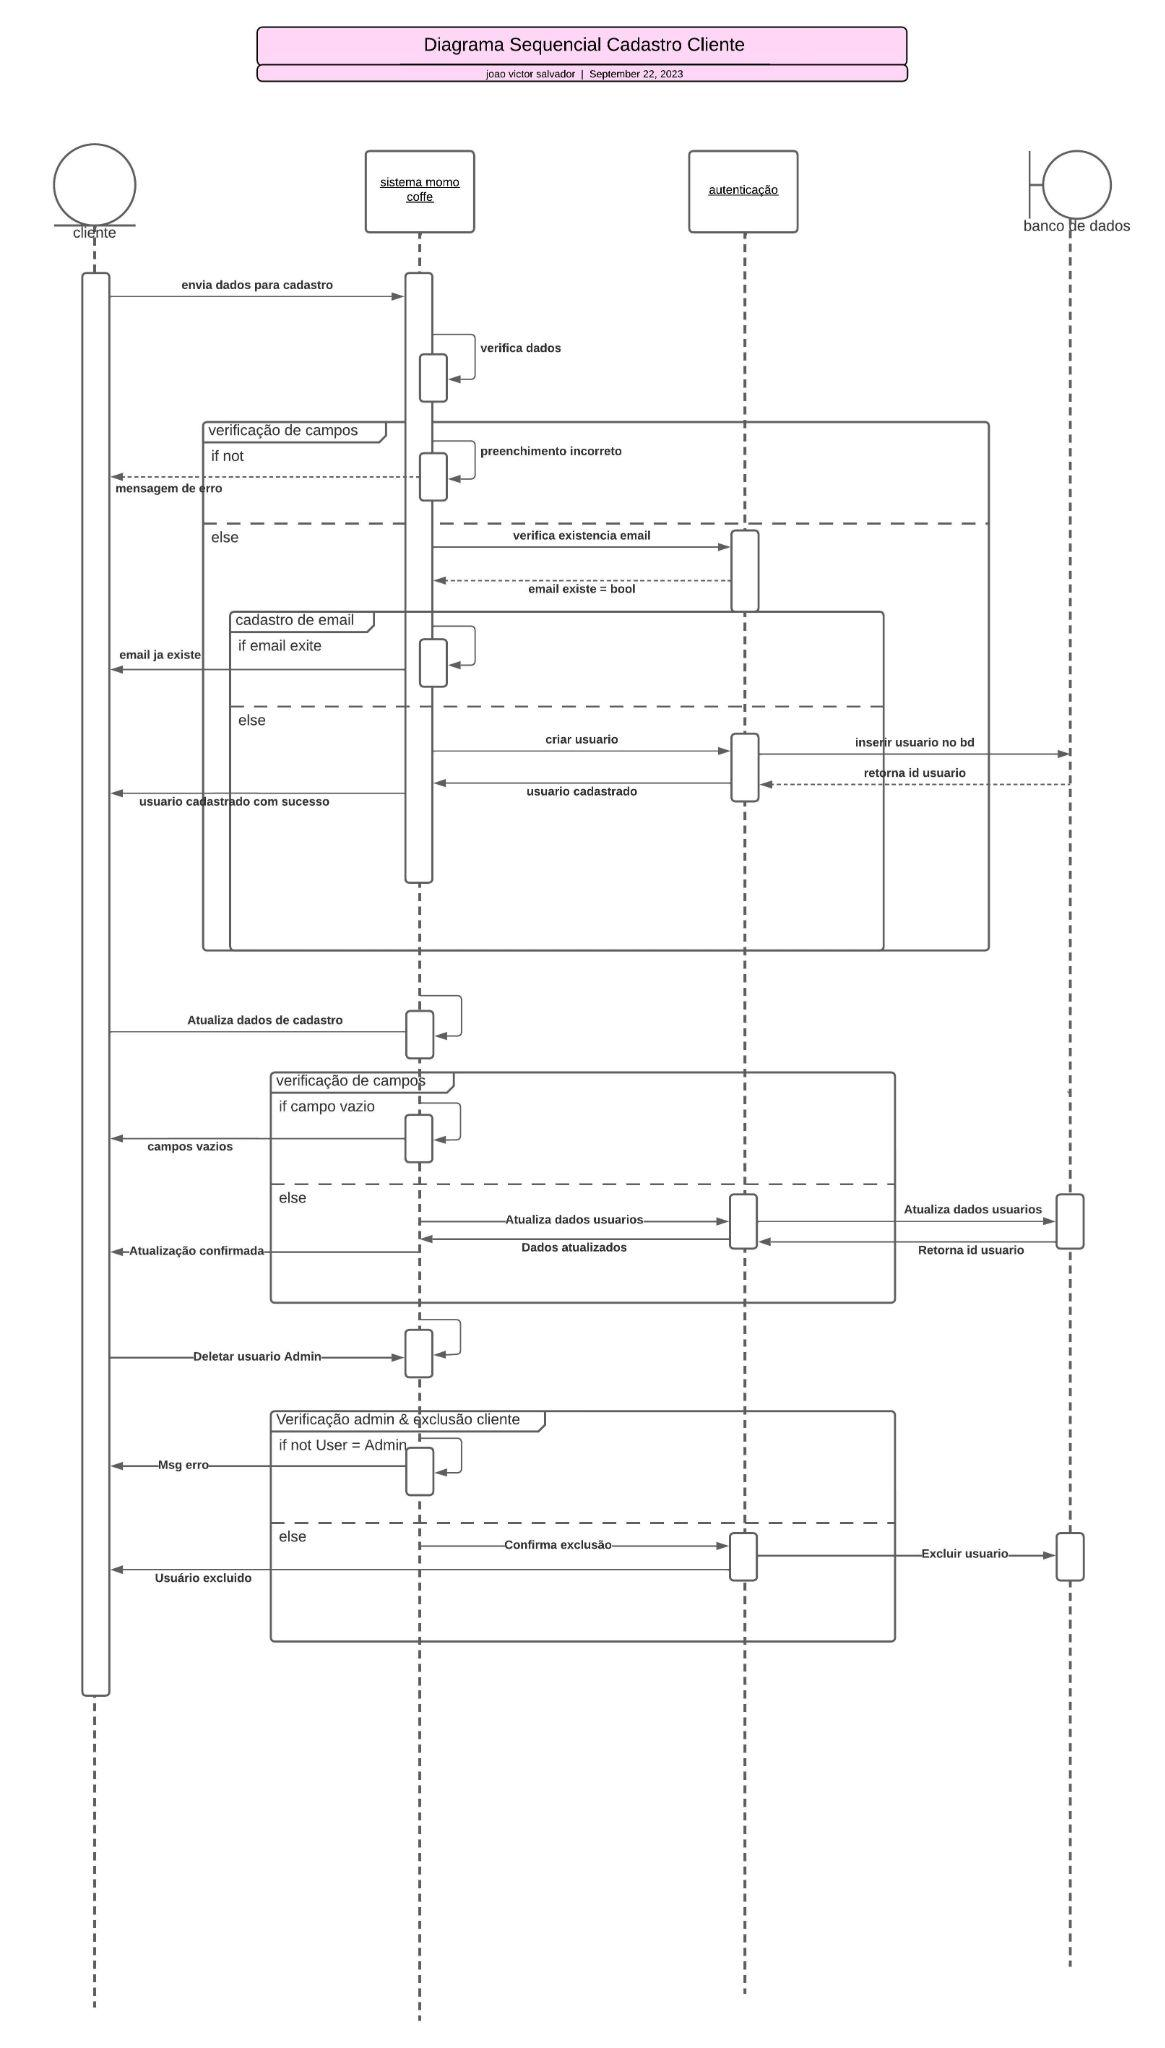 Diagrama Sequencial Cadastro Cliente
joao victor salvador | September 22, 2023
sistema momo
coffe
autenticação
cliente
banco de dados
envia dados para cadastro
verifica dados
verificação de campos
if not
preenchimento incorreto
mensagem de erro
else
verifica existencia email
email existe = bool
cadastro de email
if email exite
email ja existe
else
criar usuario
inserir usuario no bd
retorna id usuario
usuario cadastrado
usuario cadastrado com sucesso
Atualiza dados de cadastro
verificação de campos
if campo vazio
campos vazios
else
Atualiza dados usuarios
Atualiza dados usuarios
Dados atualizados
Retorna id usuario
Atualização confirmada
Deletar usuario Admin
Verificação admin & exclusão cliente
if not User = Admin
Msg erro
else
Confirma exclusão
Excluir usuario
Usuário excluido